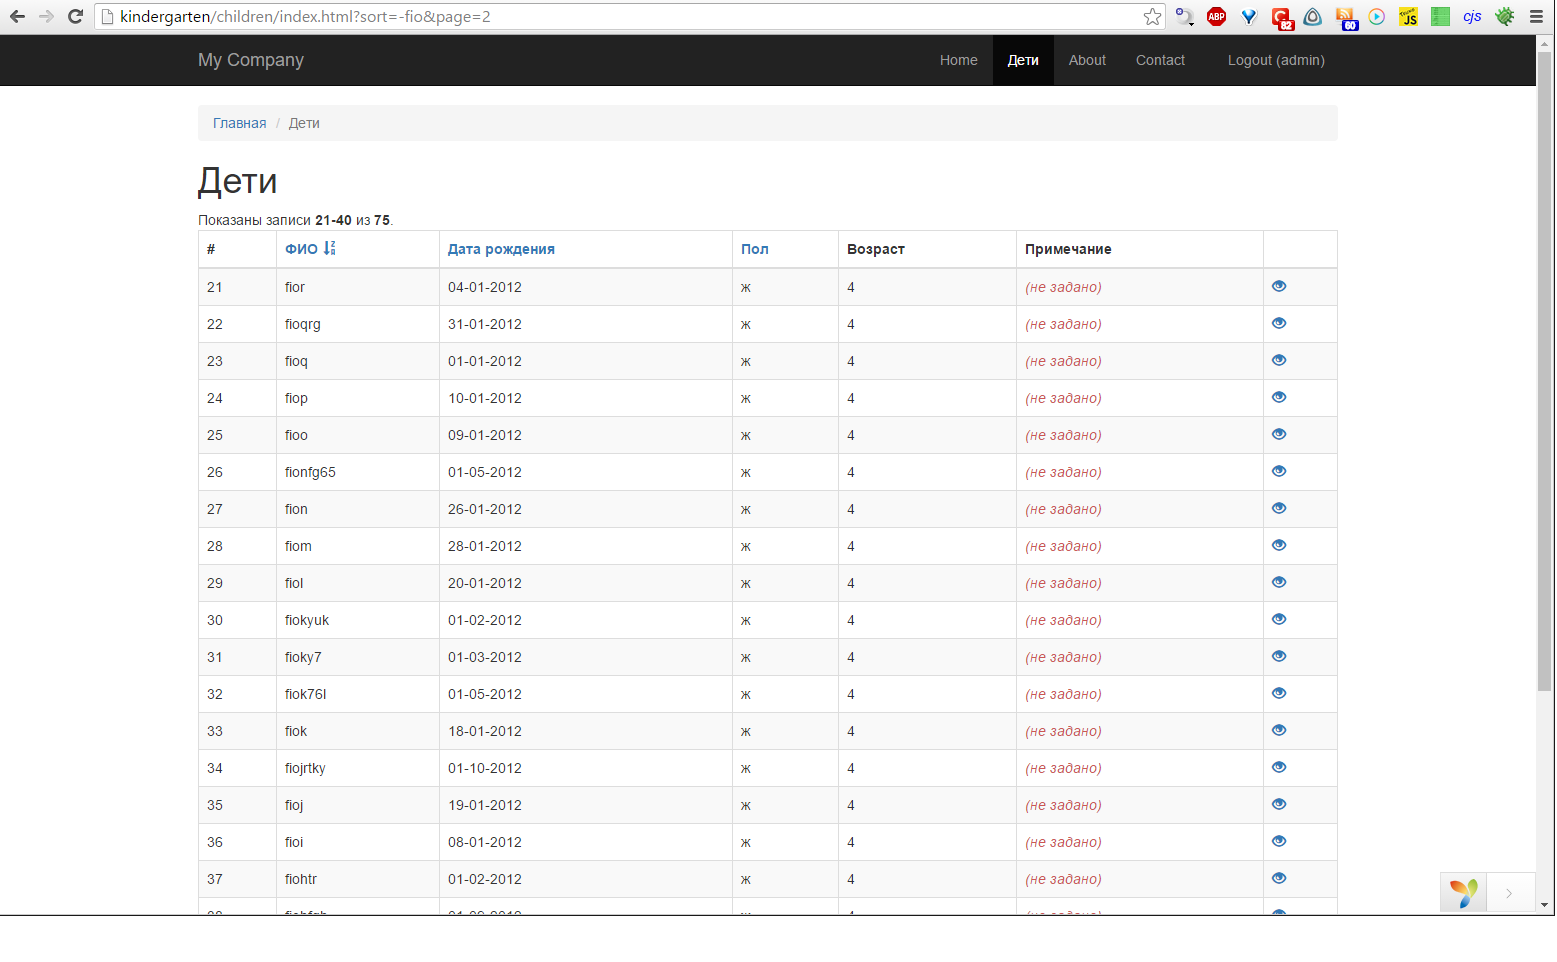 kindergarten/children/index.html?sort=-fio&page=2
ABP
82
60
JS
cjs
My Company Home Дети About Contact Logout (admin)
Главная / Дети
Дети
Показаны записи 21-40 из 75.
# ФИО Дата рождения Пол Возраст Примечание
21 fior 04-01-2012 ж 4 (не задано)
22 fioqrg 31-01-2012 ж 4 (не задано)
23 fioq 01-01-2012 ж 4 (не задано)
24 fiop 10-01-2012 ж 4 (не задано)
25 fioo 09-01-2012 ж 4 (не задано)
26 fionfg65 01-05-2012 ж 4 (не задано)
27 fion 26-01-2012 ж 4 (не задано)
28 fiom 28-01-2012 ж 4 (не задано)
29 fiol 20-01-2012 ж 4 (не задано)
30 fiokyuk 01-02-2012 ж 4 (не задано)
31 fioky7 01-03-2012 ж 4 (не задано)
32 fiok76l 01-05-2012 ж 4 (не задано)
33 fiok 18-01-2012 ж 4 (не задано)
34 fiojrtky 01-10-2012 ж 4 (не задано)
35 fioj 19-01-2012 ж 4 (не задано)
36 fioi 08-01-2012 ж 4 (не задано)
37 fiohtr 01-02-2012 ж 4 (не задано)